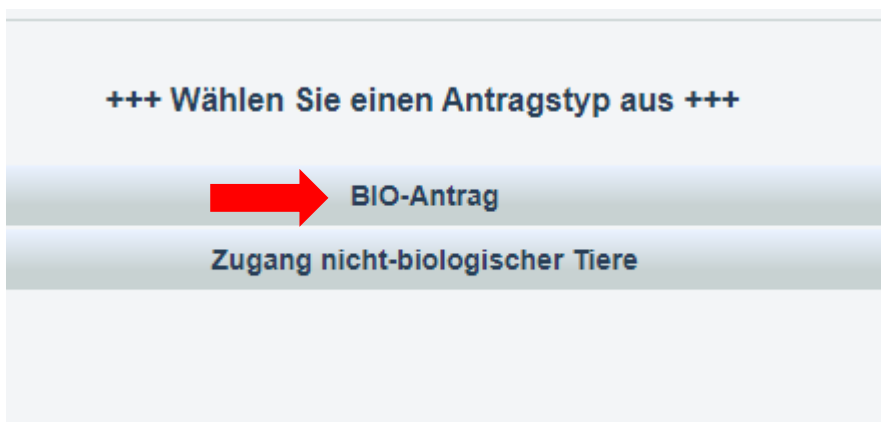 +++ Wählen Sie einen Antragstyp aus +++
BIO-Antrag
Zugang nicht-biologischer Tiere